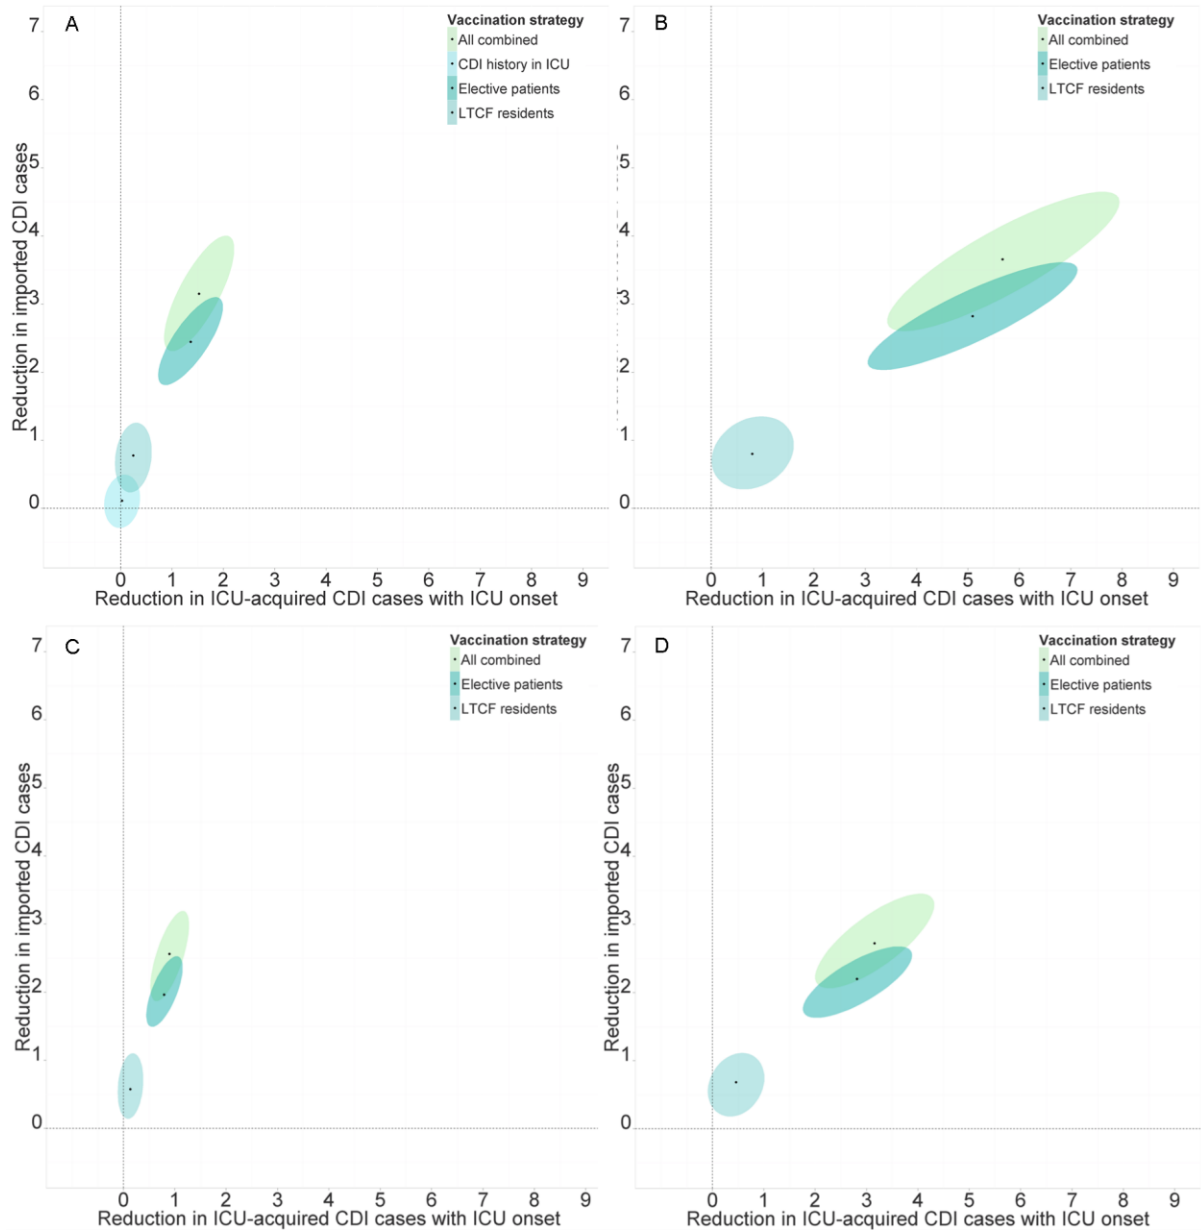 A
Vaccination strategy
All combined
CDI history in ICU
Elective patients
LTCF residents
7
6
5
4
3
2
1
0
Reduction in imported CDI cases
0 1 2 3 4 5 6 7 8 9
Reduction in ICU-acquired CDI cases with ICU onset
B
Vaccination strategy
All combined
Elective patients
LTCF residents
7
6
5
4
3
2
1
0
0 1 2 3 4 5 6 7 8 9
Reduction in ICU-acquired CDI cases with ICU onset
C
Vaccination strategy
All combined
Elective patients
LTCF residents
7
6
5
4
3
2
1
0
Reduction in imported CDI cases
0 1 2 3 4 5 6 7 8 9
Reduction in ICU-acquired CDI cases with ICU onset
D
Vaccination strategy
All combined
Elective patients
LTCF residents
7
6
5
4
3
2
1
0
Reduction in imported CDI cases
0 1 2 3 4 5 6 7 8 9
Reduction in ICU-acquired CDI cases with ICU onset